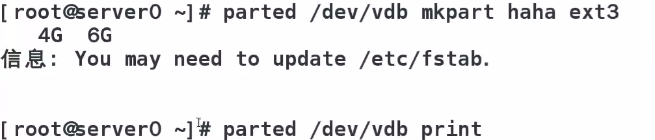 [root@server0 ~]# parted /dev/vdb mkpart haha ext3
4G 6G
信息: You may need to update /etc/fstab.
[root@server0 ~]# parted /dev/vdb print